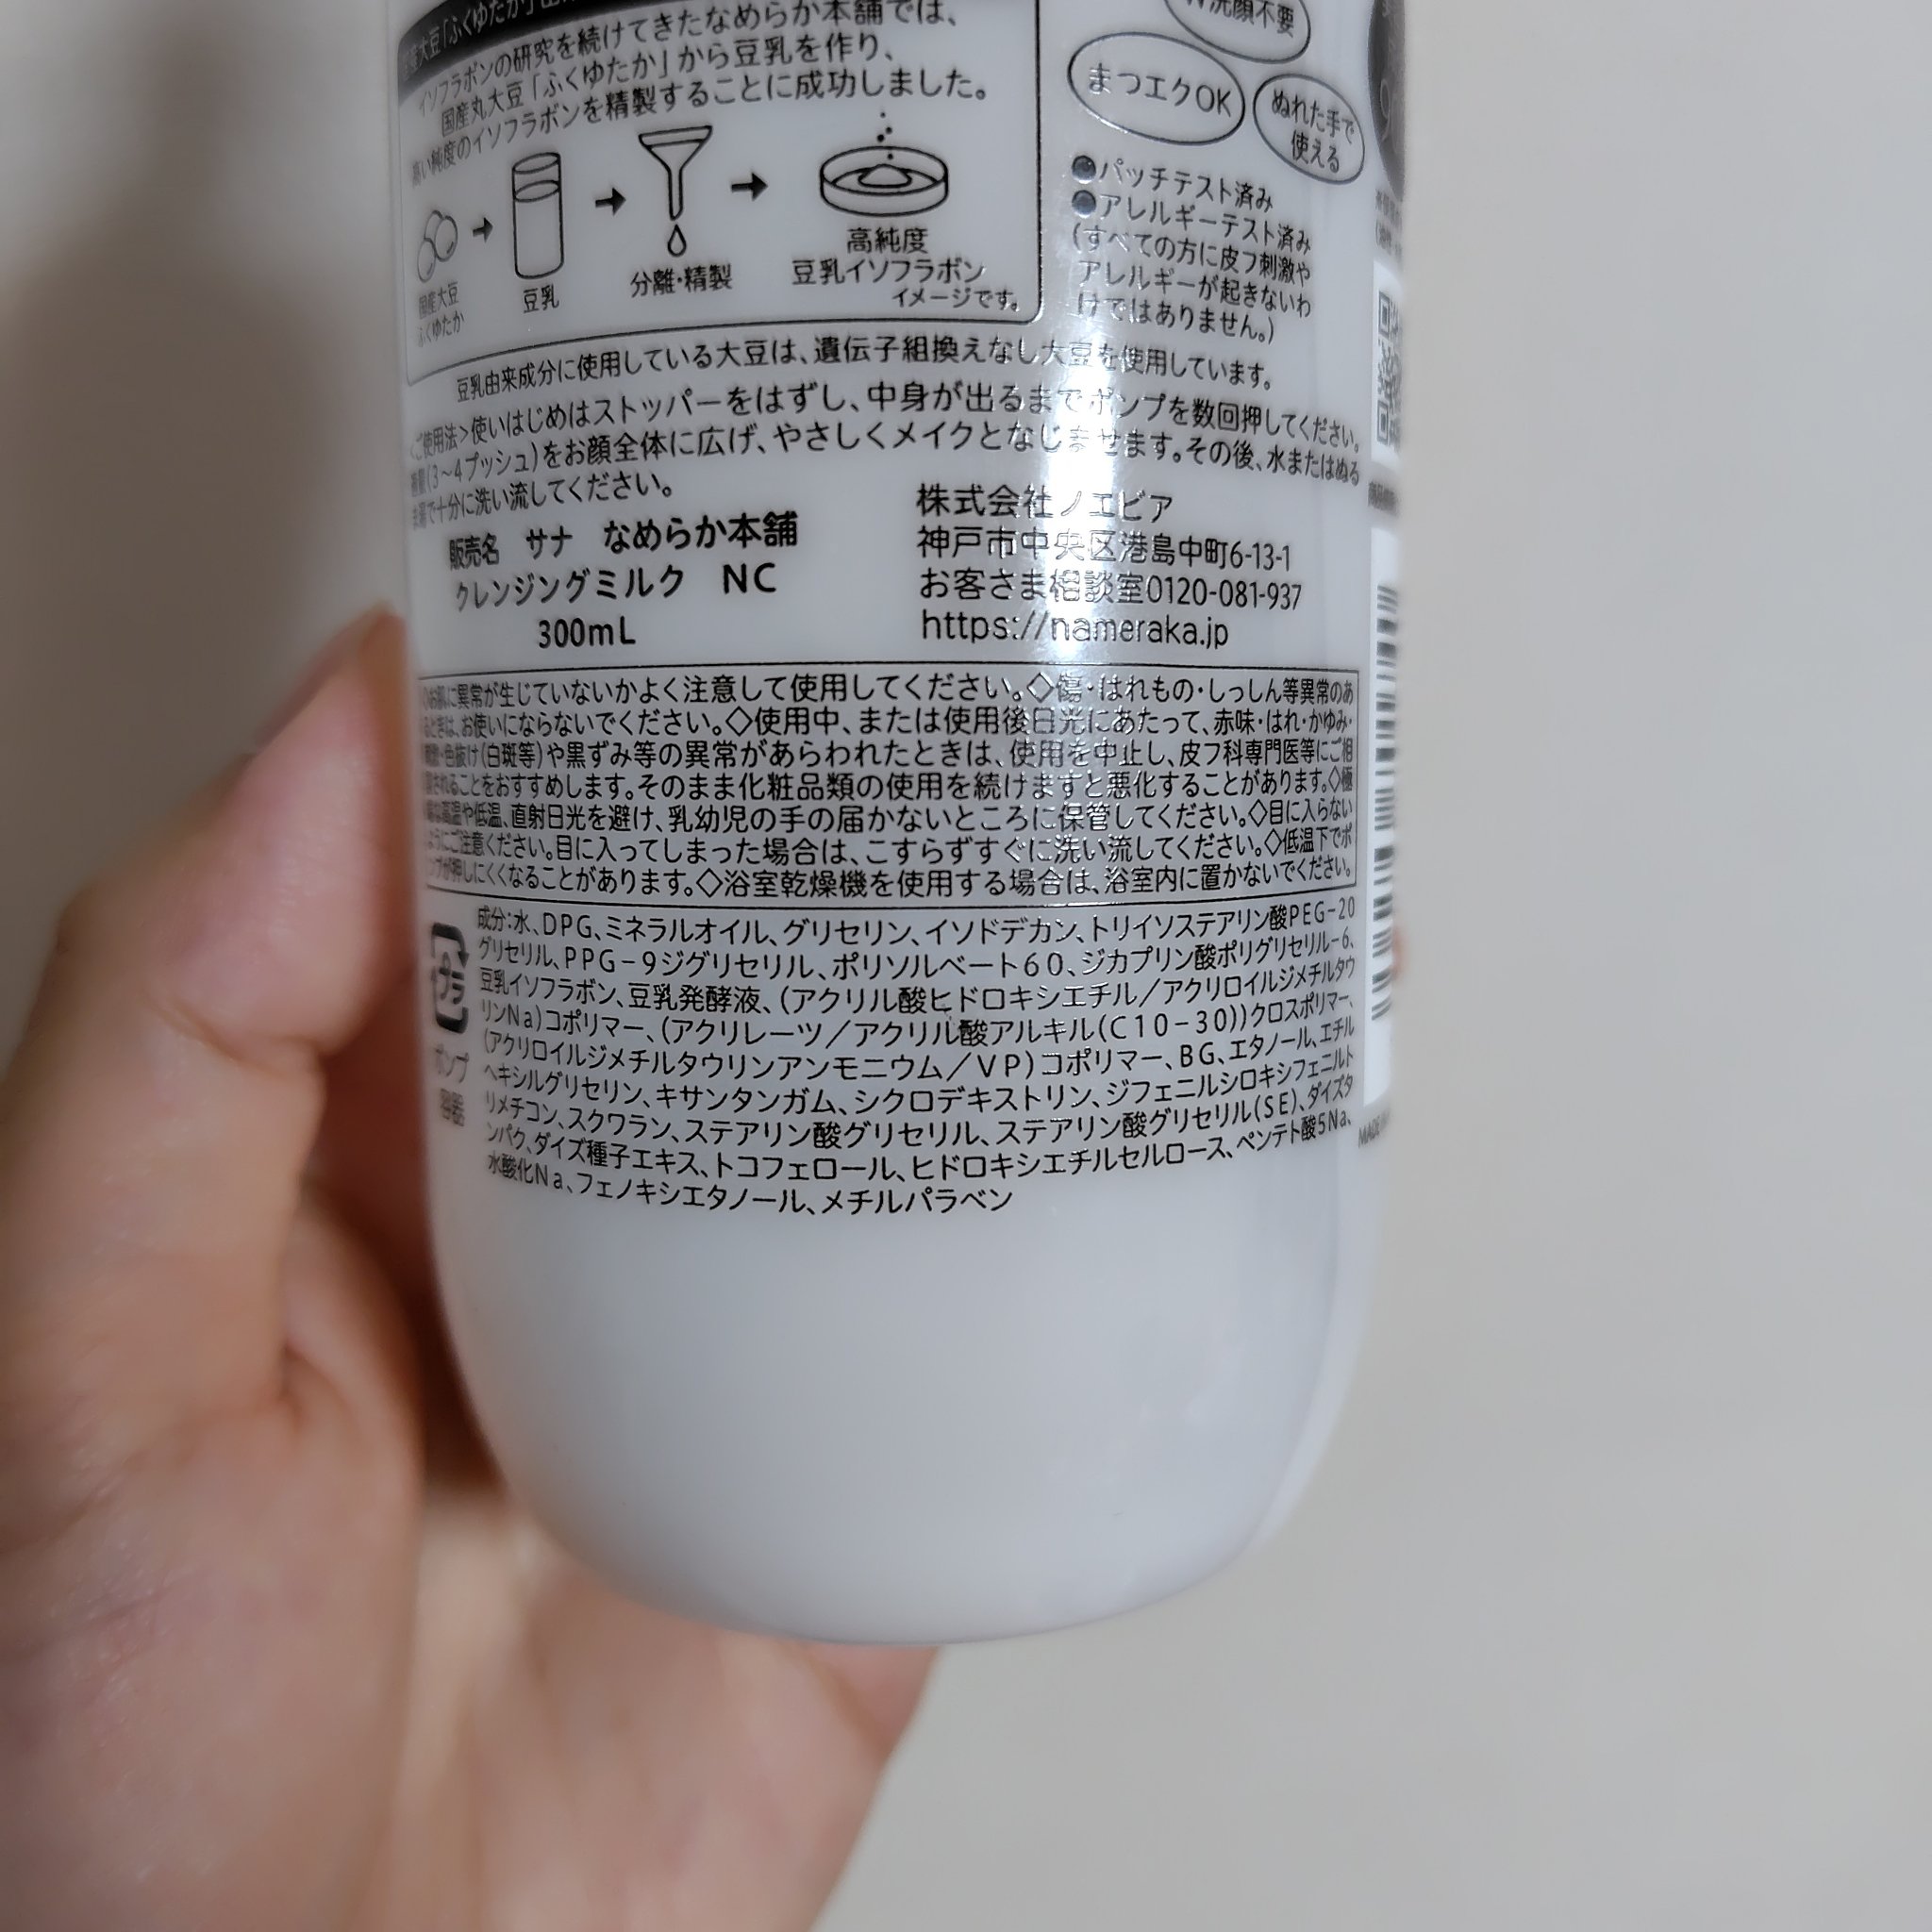 大豆「ふくゆたか」
イソフラボンの研究を続けてきたなめらか本舗では、
国産丸大豆「ふくゆたか」から豆乳を作り、
高い純度のイソフラボンを精製することに成功しました。
国産大豆
ふくゆたか
豆乳
分離・精製
高純度
豆乳イソフラボン
イメージです。
W洗顔不要
まつエクOK
ぬれた手で
使える
●パッチテスト済み
●アレルギーテスト済み
(すべての方に皮フ刺激や
アレルギーが起きないわ
けではありません。)
豆乳由来成分に使用している大豆は、遺伝子組換えなし大豆を使用しています。
<ご使用法>使いはじめはストッパーをはずし、中身が出るまでポンプを数回押してください。
適量(3~4プッシュ)をお顔全体に広げ、やさしくメイクとなじませます。その後、水またはぬる
ま湯で十分に洗い流してください。
販売名 サナ なめらか本舗
クレンジングミルク NC
300mL
株式会社ノエビア
神戸市中央区港島中町6-13-1
お客さま相談室0120-081-937
https://nameraka.jp
◇お肌に異常が生じていないかよく注意して使用してください。◇傷・はれもの・しっしん等異常のあ
るときは、お使いにならないでください。◇使用中、または使用後日光にあたって、赤味・はれ・かゆみ・
刺激・色抜け(白斑等)や黒ずみ等の異常があらわれたときは、使用を中止し、皮フ科専門医等にご相
談されることをおすすめします。そのまま化粧品類の使用を続けますと悪化することがあります。◇極
端な高温や低温、直射日光を避け、乳幼児の手の届かないところに保管してください。◇目に入らない
ようにご注意ください。目に入ってしまった場合は、こすらずすぐに洗い流してください。◇低温下でポ
ンプが押しにくくなることがあります。◇浴室乾燥機を使用する場合は、浴室内に置かないでください。
プラ
ポンプ
容器
成分:水、DPG、ミネラルオイル、グリセリン、イソドデカン、トリイソステアリン酸PEG-20
グリセリル、PPG-9ジグリセリル、ポリソルベート60、ジカプリン酸ポリグリセリル-6、
豆乳イソフラボン、豆乳発酵液、(アクリル酸ヒドロキシエチル/アクリロイルジメチルタウ
リンNa)コポリマー、(アクリレーツ/アクリル酸アルキル(C10-30))クロスポリマー、
(アクリロイルジメチルタウリンアンモニウム/VP)コポリマー、BG、エタノール、エチル
ヘキシルグリセリン、キサンタンガム、シクロデキストリン、ジフェニルシロキシフェニルト
リメチコン、スクワラン、ステアリン酸グリセリル、ステアリン酸グリセリル(SE)、ダイズタ
ンパク、ダイズ種子エキス、トコフェロール、ヒドロキシエチルセルロース、ペンテト酸5Na、
水酸化Na、フェノキシエタノール、メチルパラベン
MADE